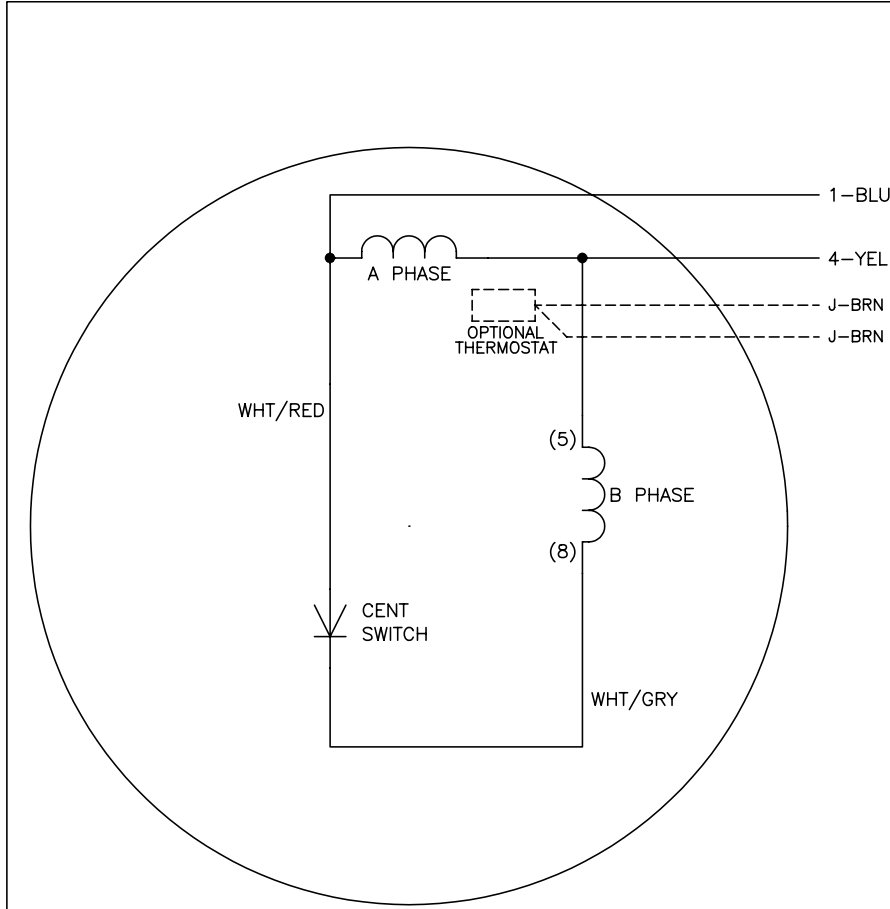 1-BLU
4-YEL
A PHASE
J-BRN
OPTIONAL
THERMOSTAT
J-BRN
WHT/RED
(5)
B PHASE
(8)
CENT
SWITCH
WHT/GRY